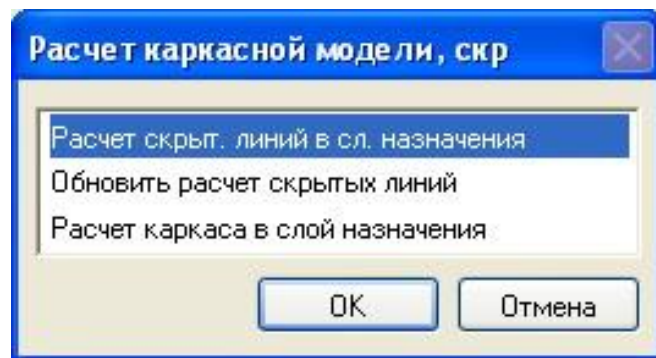 Расчет каркасной модели, скр
Расчет скрыт. линий в сл. назначения
Обновить расчет скрытых линий
Расчет каркаса в слой назначения
OK Отмена